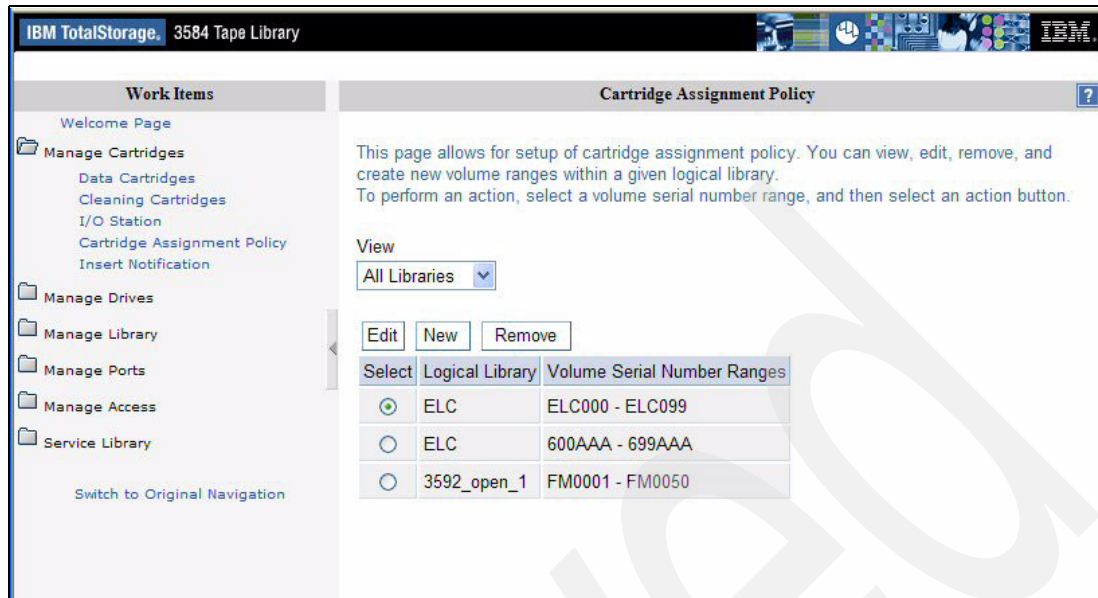 IBM TotalStorage. 3584 Tape Library
IBM.
Work Items
Welcome Page
Manage Cartridges
Data Cartridges
Cleaning Cartridges
I/O Station
Cartridge Assignment Policy
Insert Notification
Manage Drives
Manage Library
Manage Ports
Manage Access
Service Library
Switch to Original Navigation
Cartridge Assignment Policy ?
This page allows for setup of cartridge assignment policy. You can view, edit, remove, and
create new volume ranges within a given logical library.
To perform an action, select a volume serial number range, and then select an action button.
View
All Libraries
Edit New Remove
Select Logical Library Volume Serial Number Ranges
ELC ELC000 - ELC099
ELC 600AAA - 699AAA
3592_open_1 FM0001 - FM0050